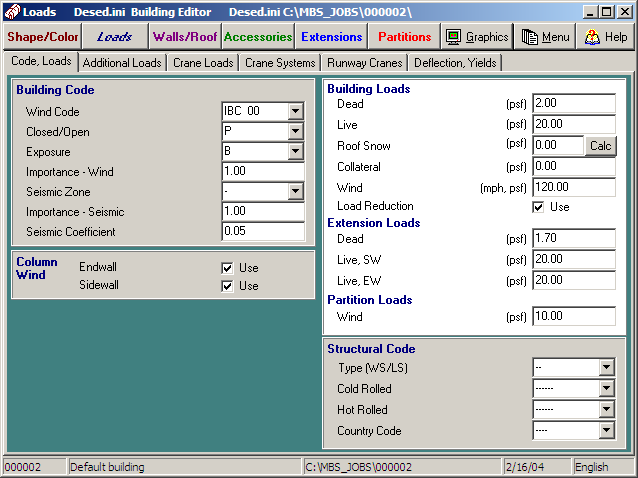 Loads Desed.ini Building Editor Desed.ini C:\MBS_JOBS\000002\
Shape/Color Loads Walls/Roof Accessories Extensions Partitions Graphics Menu Help
Code, Loads Additional Loads Crane Loads Crane Systems Runway Cranes Deflection, Yields
Building Code
Wind Code IBC 00
Closed/Open P
Exposure B
Importance - Wind 1.00
Seismic Zone -
Importance - Seismic 1.00
Seismic Coefficient 0.05
Column Wind
Endwall Use
Sidewall Use
Building Loads
Dead (psf) 2.00
Live (psf) 20.00
Roof Snow (psf) 0.00 Calc
Collateral (psf) 0.00
Wind (mph, psf) 120.00
Load Reduction Use
Extension Loads
Dead (psf) 1.70
Live, SW (psf) 20.00
Live, EW (psf) 20.00
Partition Loads
Wind (psf) 10.00
Structural Code
Type (WS/LS) --
Cold Rolled ------
Hot Rolled ------
Country Code ----
000002 Default building C:\MBS_JOBS\000002 2/16/04 English